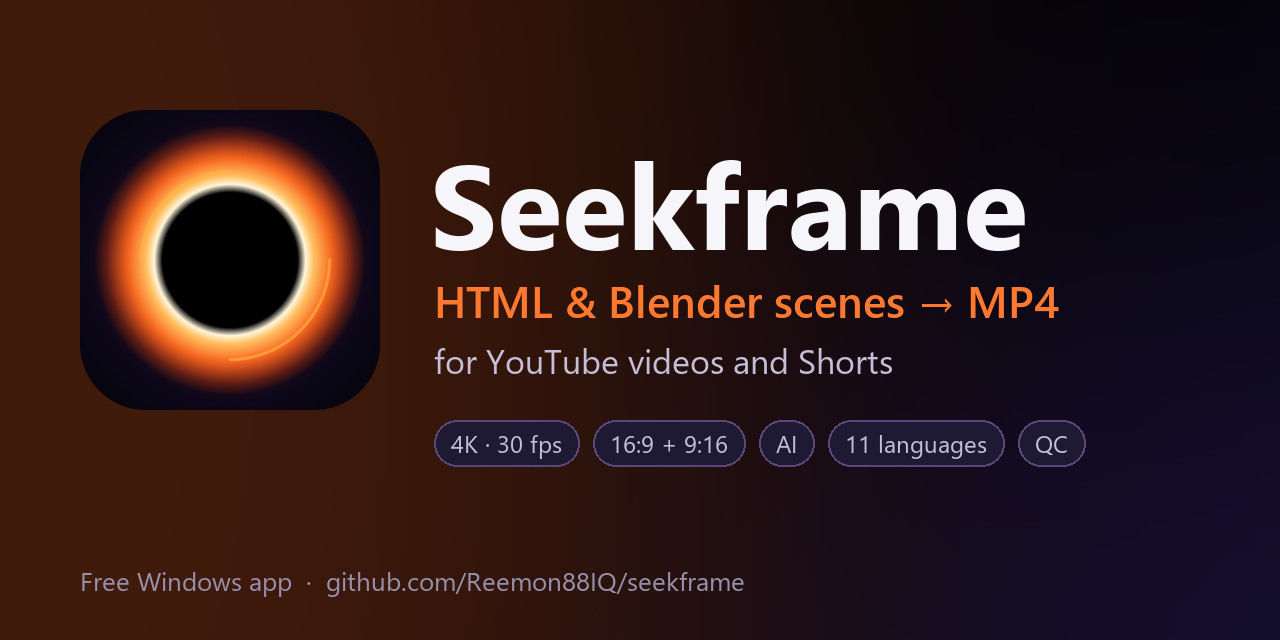 Seekframe
HTML & Blender scenes → MP4
for YouTube videos and Shorts
4K · 30 fps 16:9 + 9:16 AI 11 languages QC
Free Windows app · github.com/Reemon88IQ/seekframe